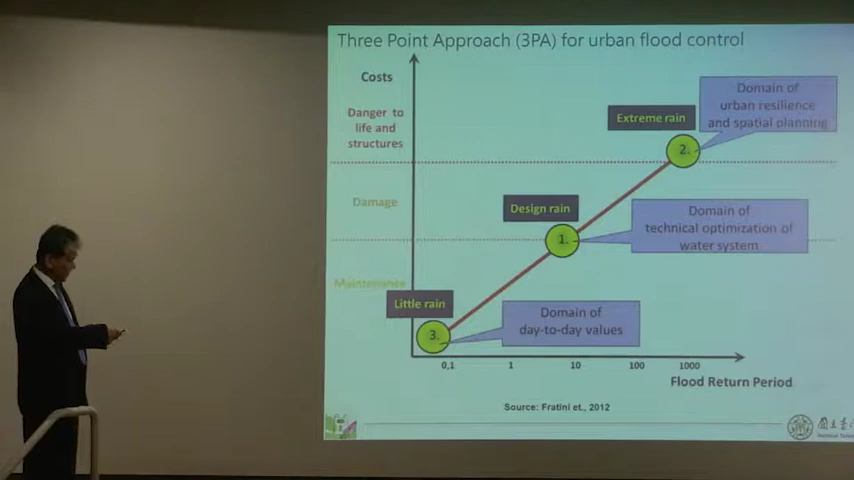 Three Point Approach (3PA) for urban flood control
Costs
Danger to
life and
structures
Extreme rain
2.
Domain of
urban resilience
and spatial planning
Damage
Design rain
1.
Domain of
technical optimization of
water system
Maintenance
Little rain
3.
Domain of
day-to-day values
0,1
1
10
100
1000
Flood Return Period
Source: Fratini et., 2012
國立